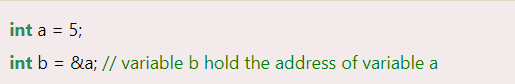 int a = 5;
int b = &a; // variable b hold the address of variable a